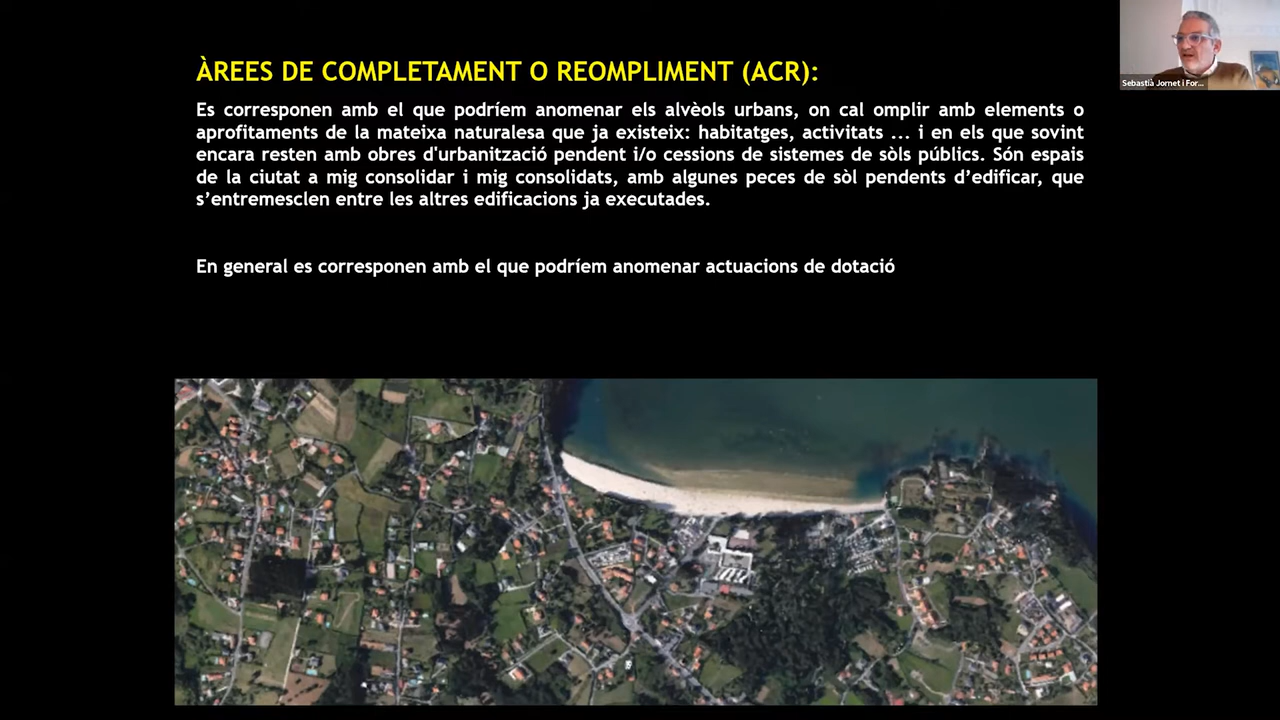 ÀREES DE COMPLETAMENT O REOMPLIMENT (ACR):
Es corresponen amb el que podríem anomenar els alvèols urbans, on cal omplir amb elements o
aprofitaments de la mateixa naturalesa que ja existeix: habitatges, activitats ... i en els que sovint
encara resten amb obres d'urbanització pendent i/o cessions de sistemes de sòls públics. Són espais
de la ciutat a mig consolidar i mig consolidats, amb algunes peces de sòl pendents d’edificar, que
s’entremesclen entre les altres edificacions ja executades.
En general es corresponen amb el que podríem anomenar actuacions de dotació
Sebastià Jornet i For...